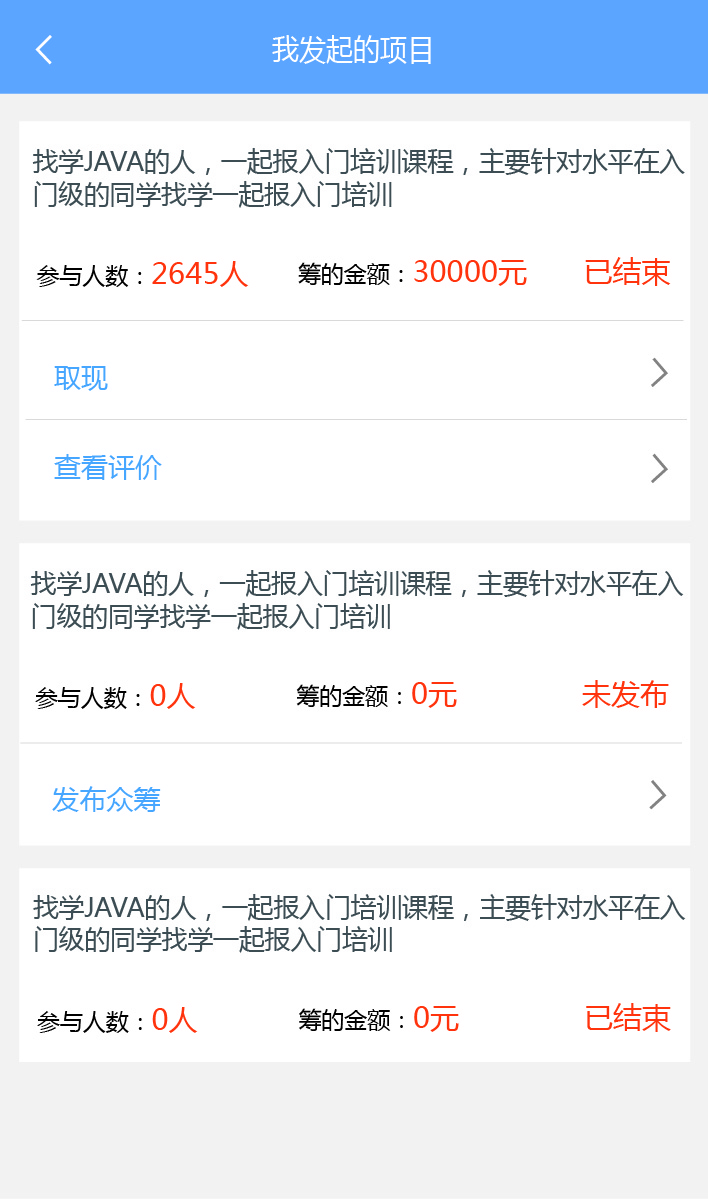 我发起的项目
找学JAVA的人，一起报入门培训课程，主要针对水平在入
门级的同学找学一起报入门培训
参与人数：2645人 筹的金额：30000元 已结束
取现
查看评价
找学JAVA的人，一起报入门培训课程，主要针对水平在入
门级的同学找学一起报入门培训
参与人数：0人 筹的金额：0元 未发布
发布众筹
找学JAVA的人，一起报入门培训课程，主要针对水平在入
门级的同学找学一起报入门培训
参与人数：0人 筹的金额：0元 已结束